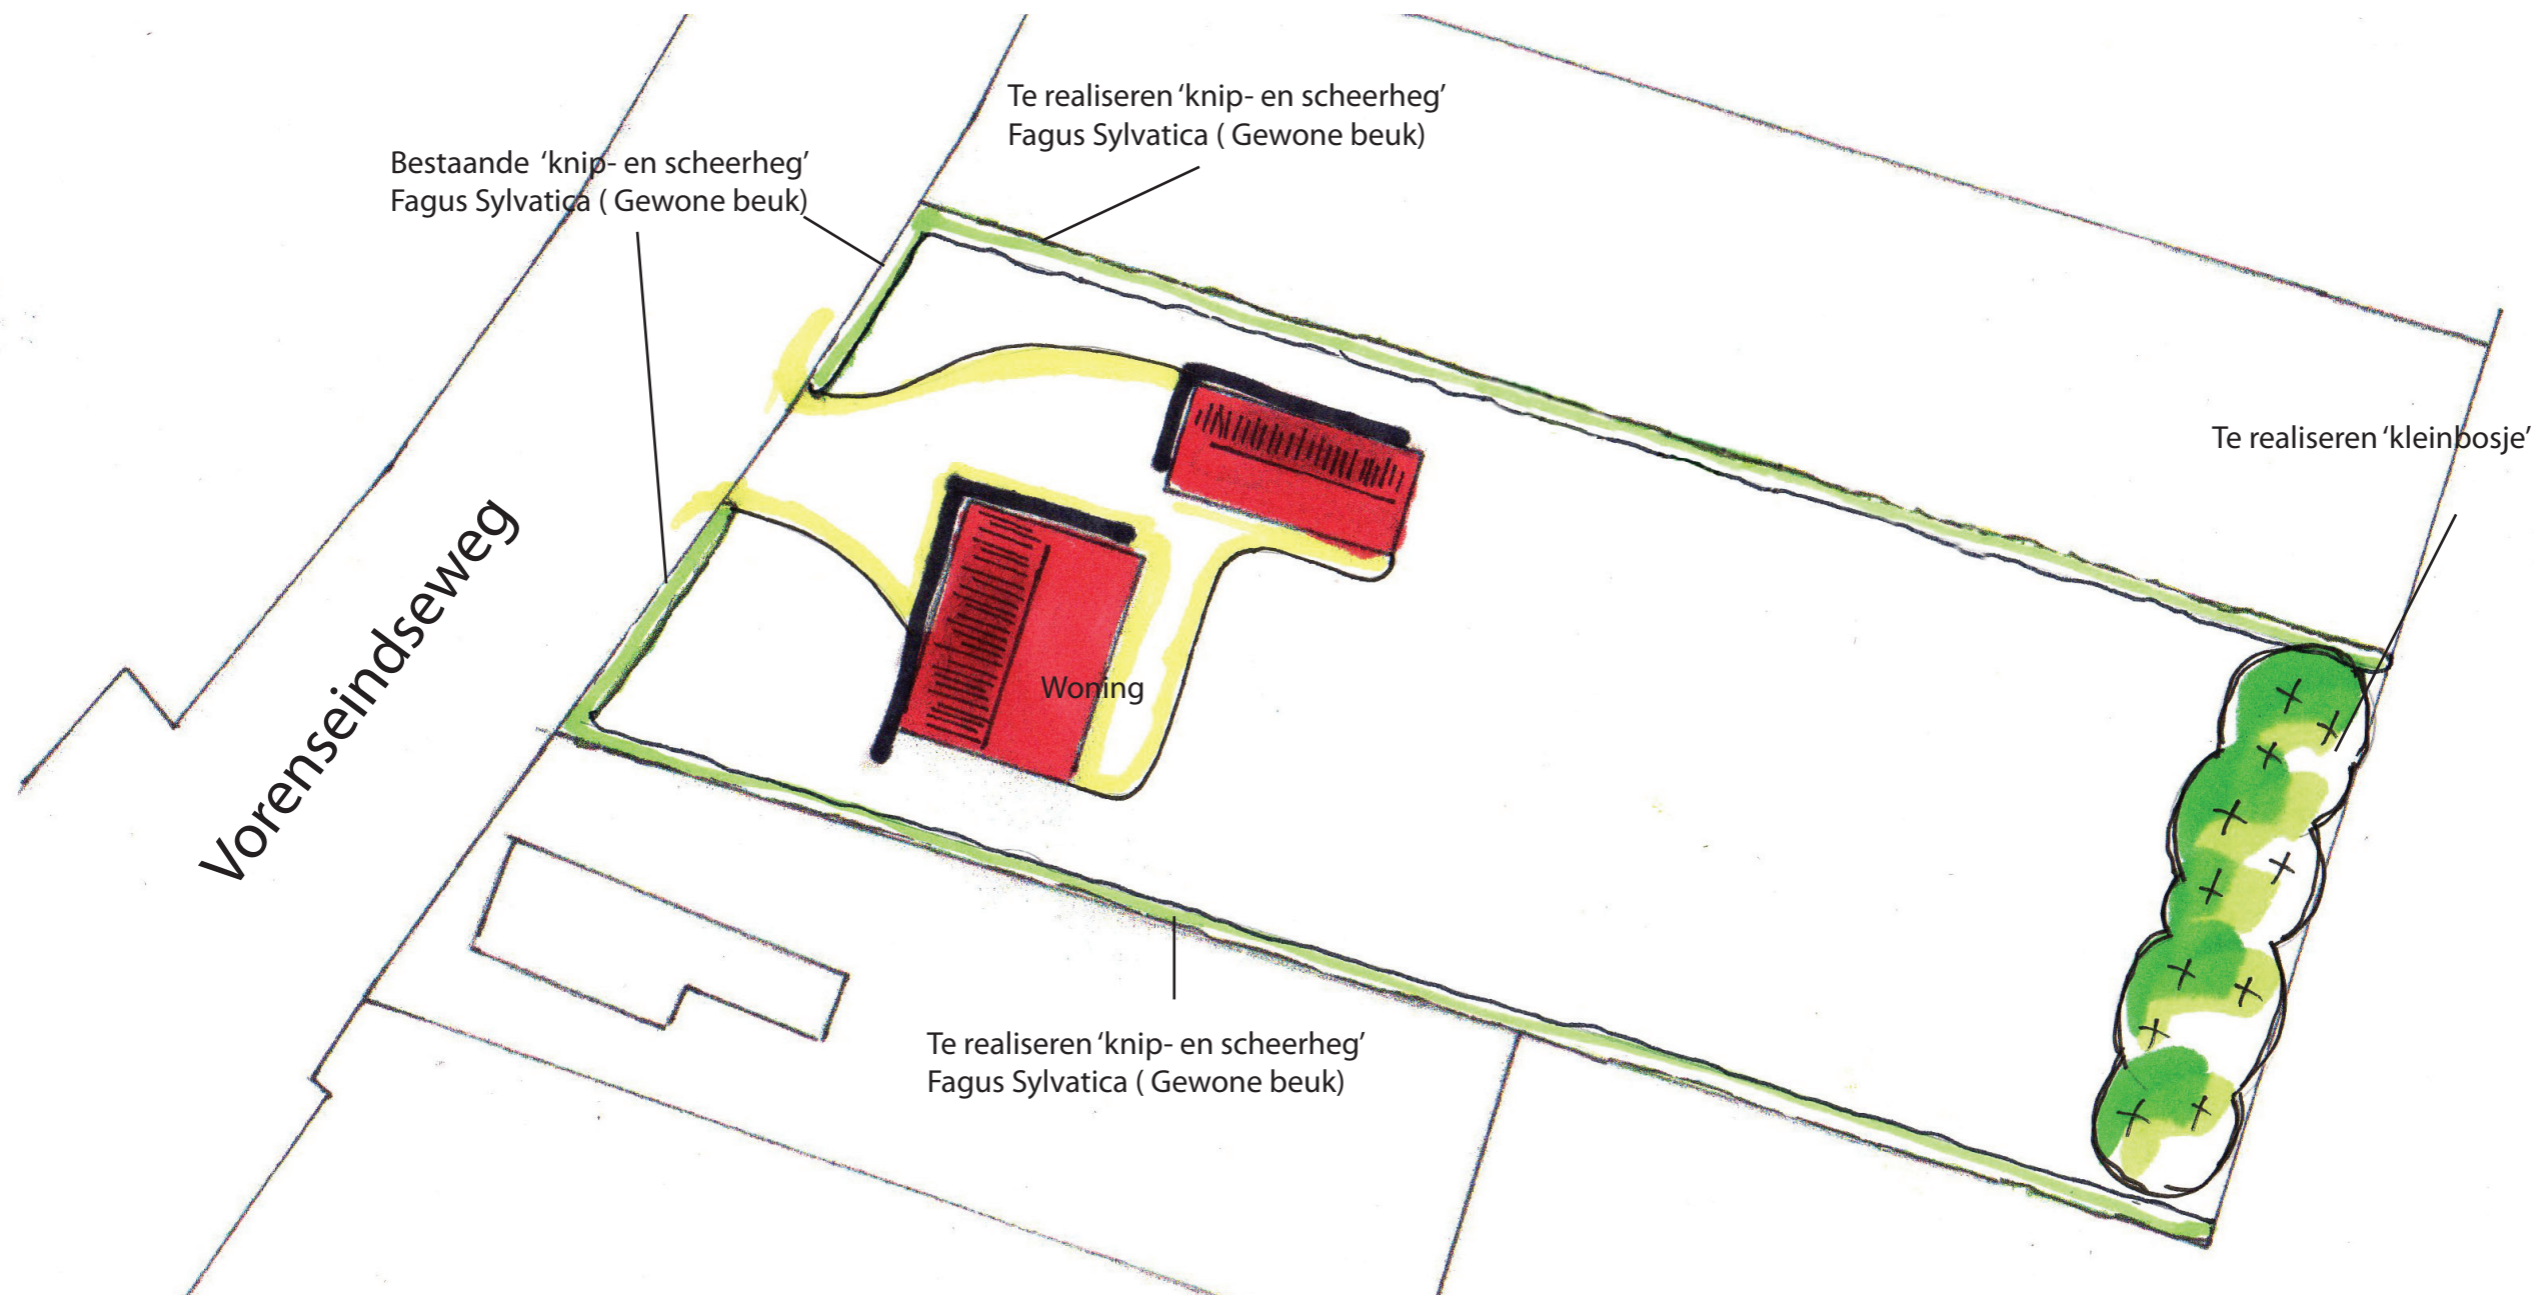 Te realiseren ‘knip- en scheerheg’
Fagus Sylvatica ( Gewone beuk)
Bestaande ‘knip- en scheerheg’
Fagus Sylvatica ( Gewone beuk)
Te realiseren ‘kleinbosje’
Vorenseindseweg
Woning
Te realiseren ‘knip- en scheerheg’
Fagus Sylvatica ( Gewone beuk)